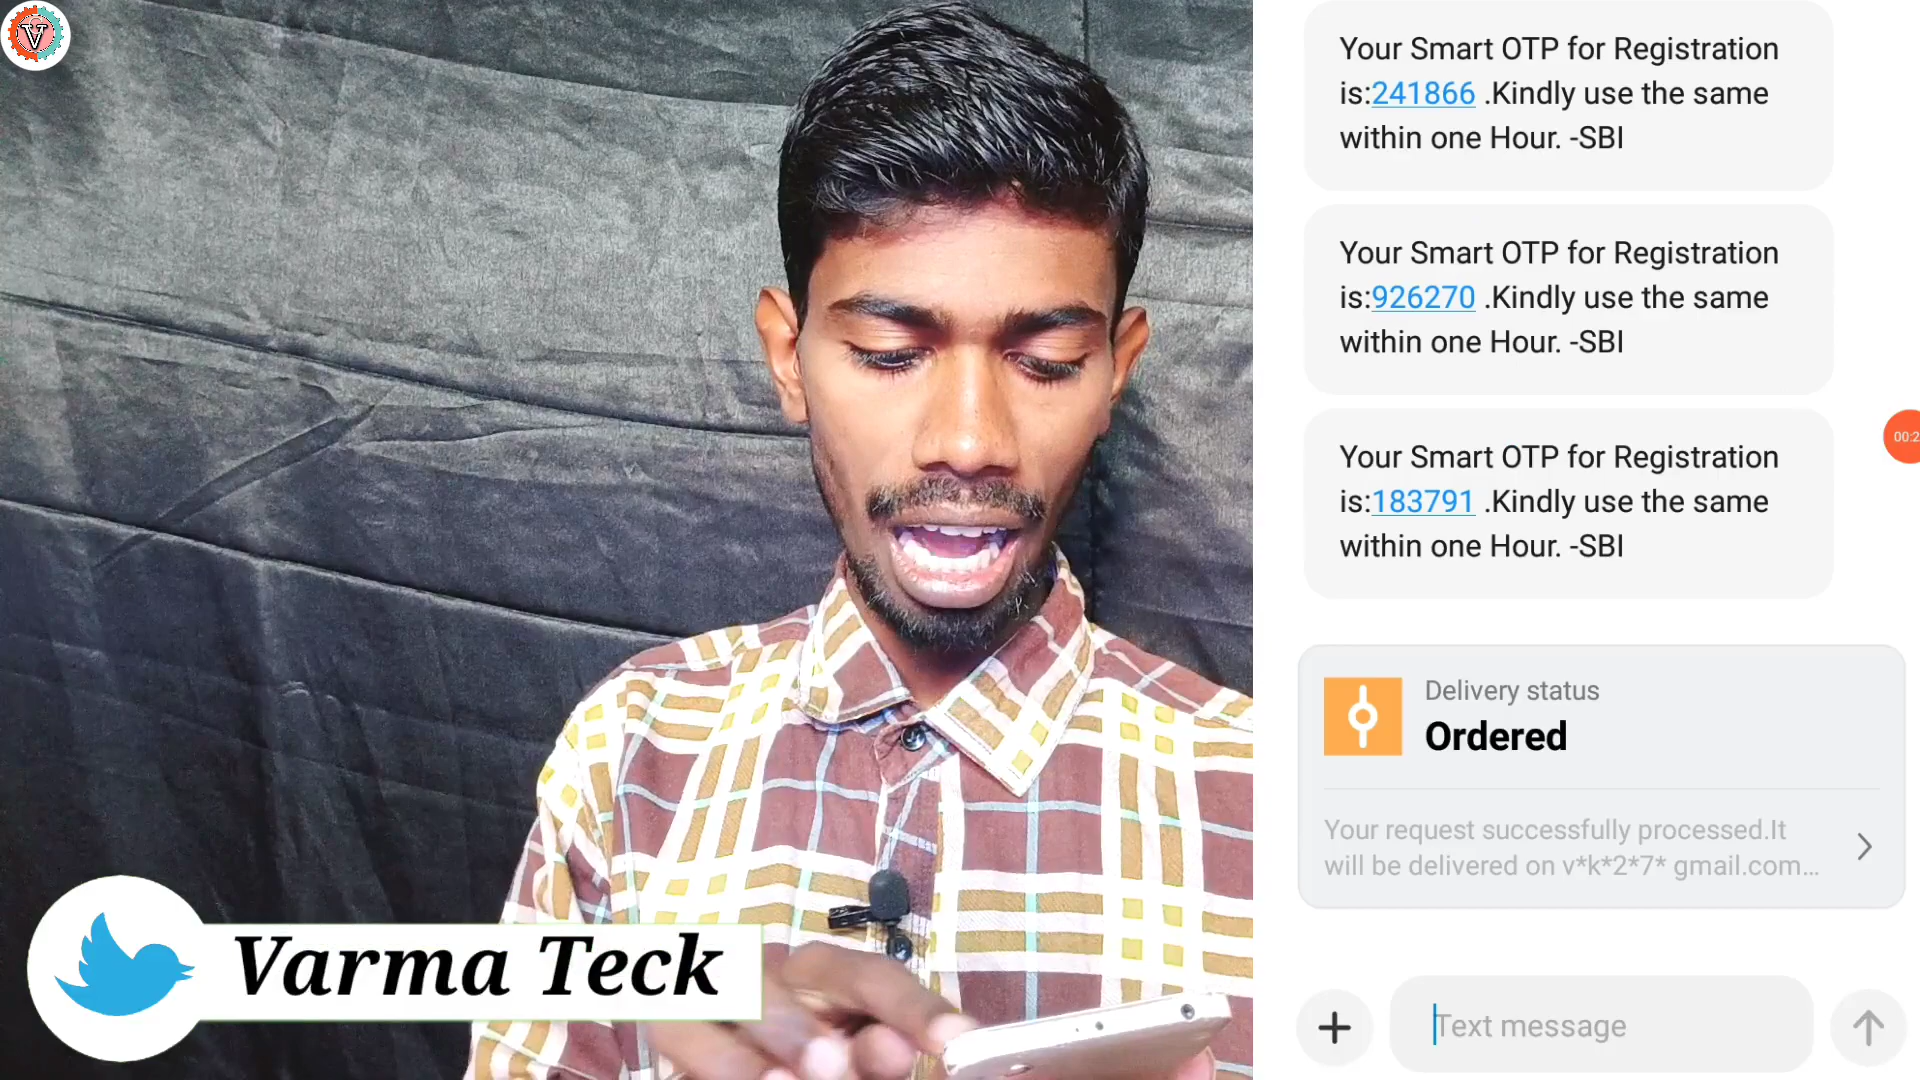 V
Varma Teck
Your Smart OTP for Registration
is:241866 .Kindly use the same
within one Hour. -SBI
Your Smart OTP for Registration
is:926270 .Kindly use the same
within one Hour. -SBI
Your Smart OTP for Registration
is:183791 .Kindly use the same
within one Hour. -SBI
00:2
Delivery status
Ordered
Your request successfully processed.It
will be delivered on v*k*2*7* gmail.com...
Text message